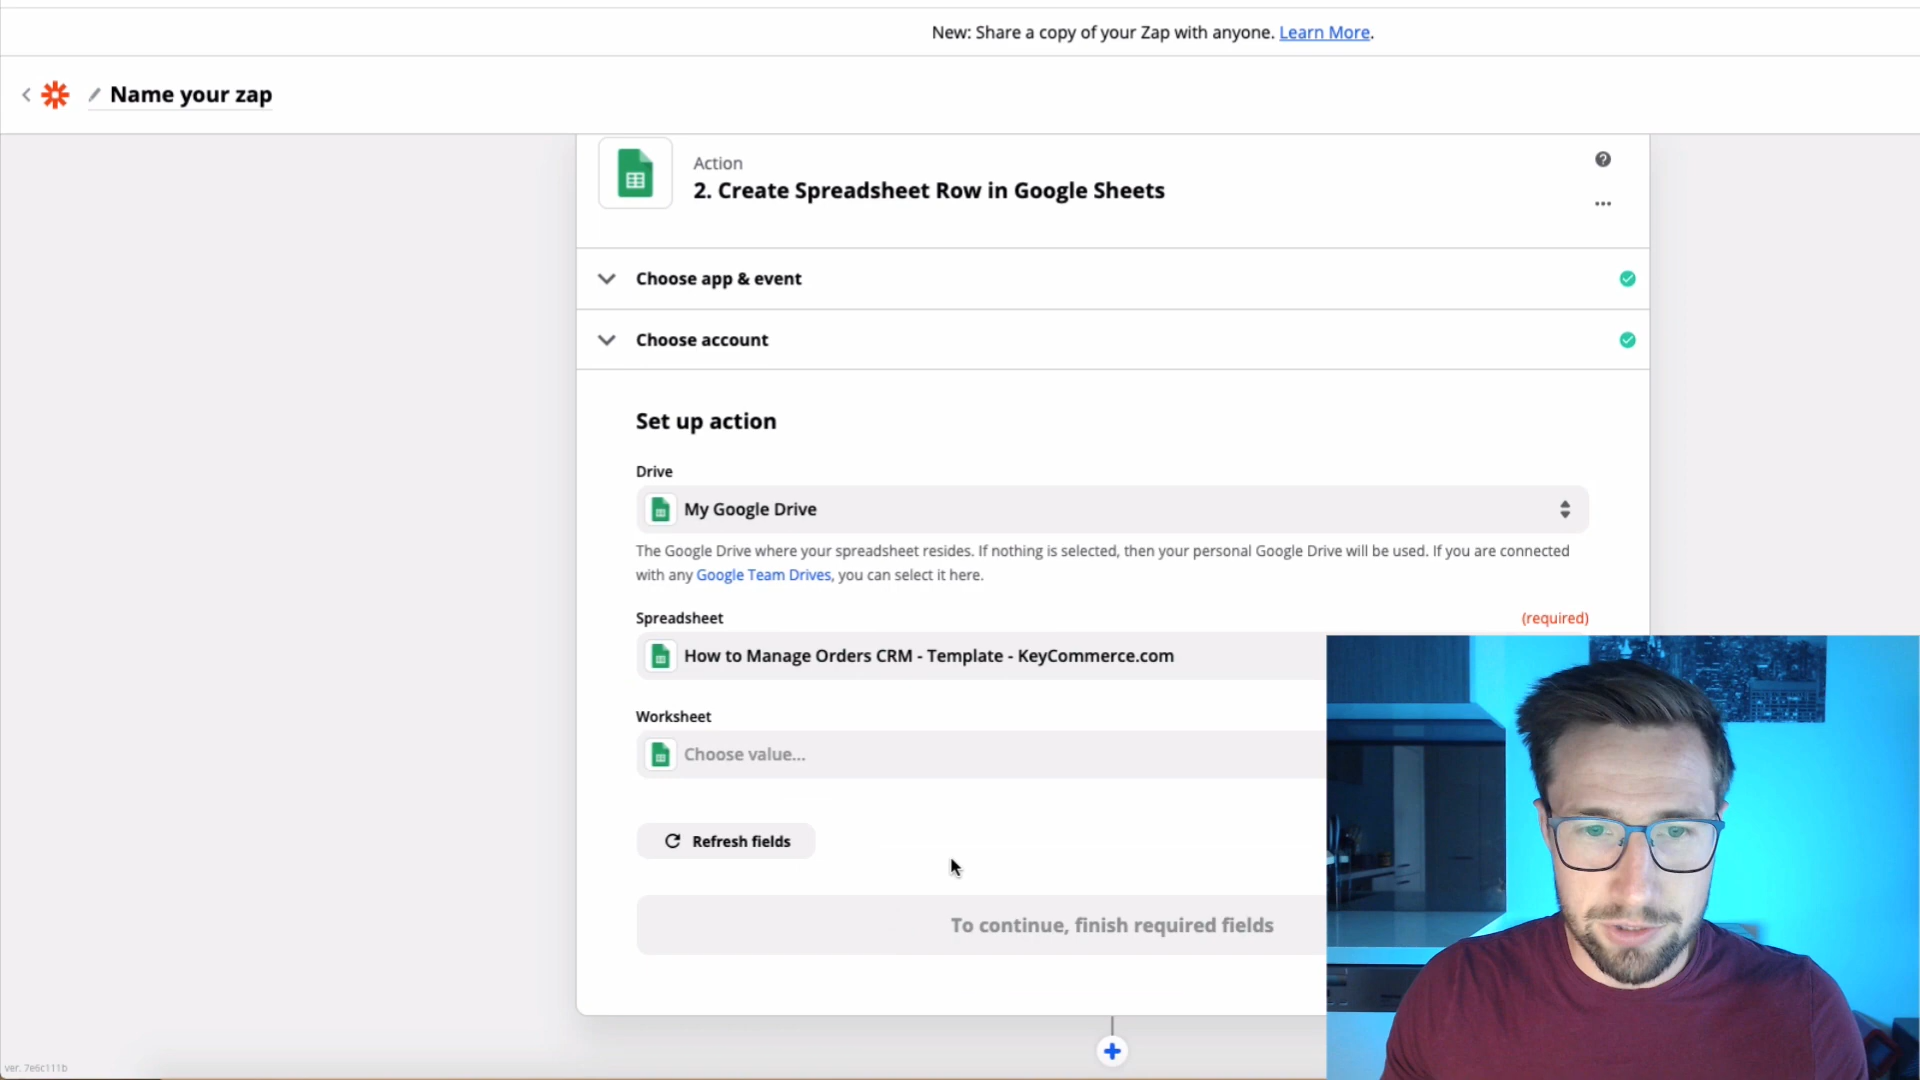 New: Share a copy of your Zap with anyone. Learn More.
Name your zap
Action
2. Create Spreadsheet Row in Google Sheets
Choose app & event
Choose account
Set up action
Drive
My Google Drive
The Google Drive where your spreadsheet resides. If nothing is selected, then your personal Google Drive will be used. If you are connected
with any Google Team Drives, you can select it here.
Spreadsheet (required)
How to Manage Orders CRM - Template - KeyCommerce.com
Worksheet
Choose value...
Refresh fields
To continue, finish required fields
ver. 7e6c111b